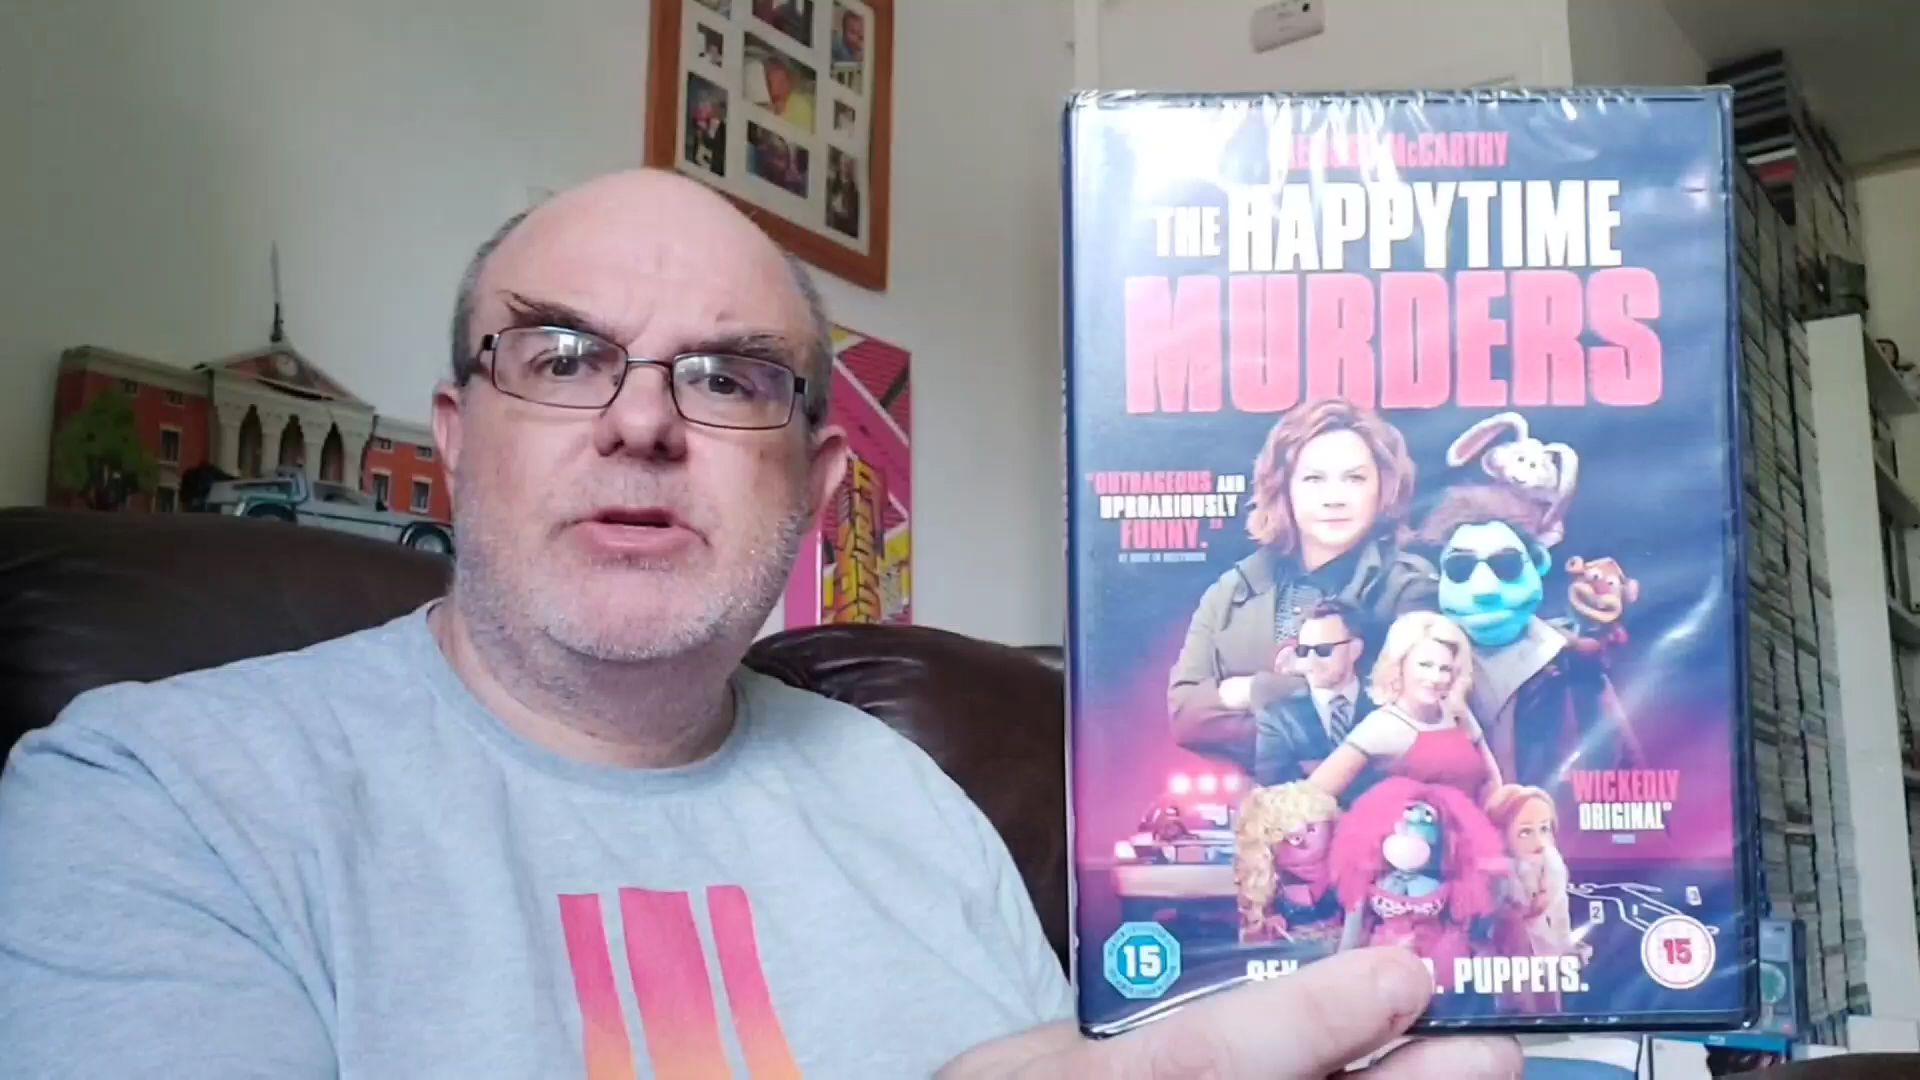 McCARTHY
THE HAPPYTIME
MURDERS
"OUTRAGEOUS AND
UPROARIOUSLY
FUNNY."
"WICKEDLY
ORIGINAL"
15
15
PUPPETS.